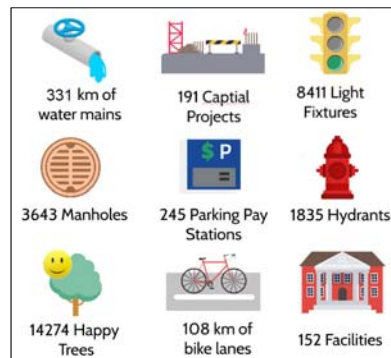 331 km of
water mains
191 Captial
Projects
8411 Light
Fixtures
3643 Manholes
$ P
245 Parking Pay
Stations
1835 Hydrants
14274 Happy
Trees
108 km of
bike lanes
152 Facilities